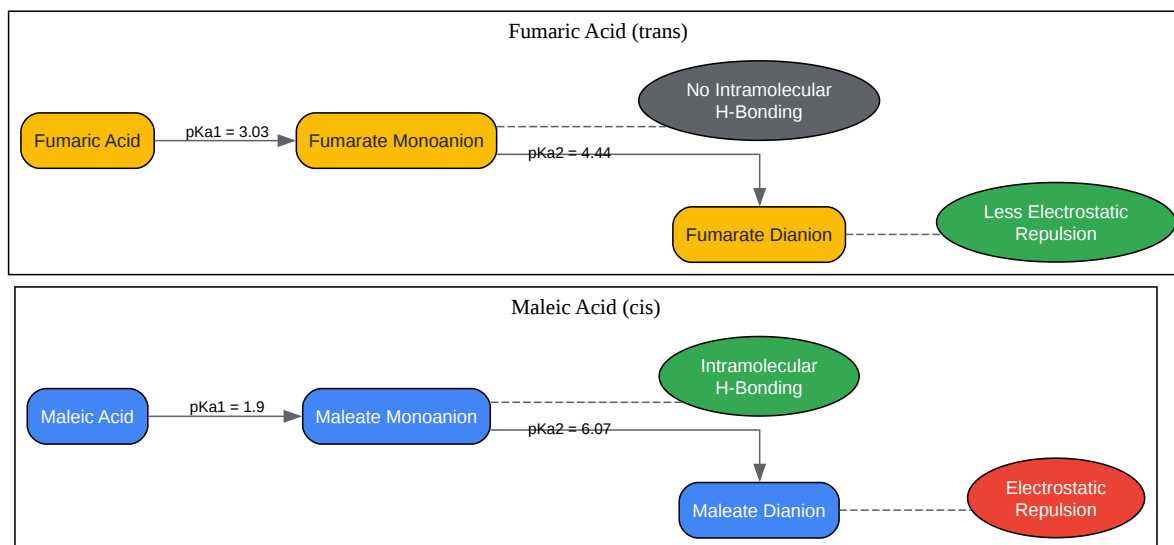 Fumaric Acid (trans)
No Intramolecular
H-Bonding
Fumaric Acid
pKa1 = 3.03
Fumarate Monoanion
pKa2 = 4.44
Less Electrostatic
Repulsion
Fumarate Dianion
Maleic Acid (cis)
Intramolecular
H-Bonding
Maleic Acid
pKa1 = 1.9
Maleate Monoanion
pKa2 = 6.07
Electrostatic
Repulsion
Maleate Dianion